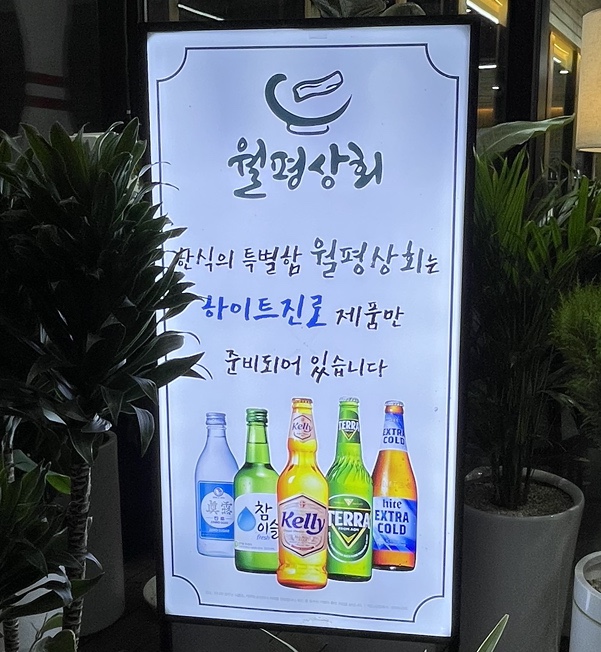 월평상회
한식의 특별함 월평상회는
하이트진로 제품만
준비되어 있습니다
Kelly
TERRA
EXTRA
COLD
眞露
참
이슬
fresh
Kelly
TERRA
hite
EXTRA
COLD